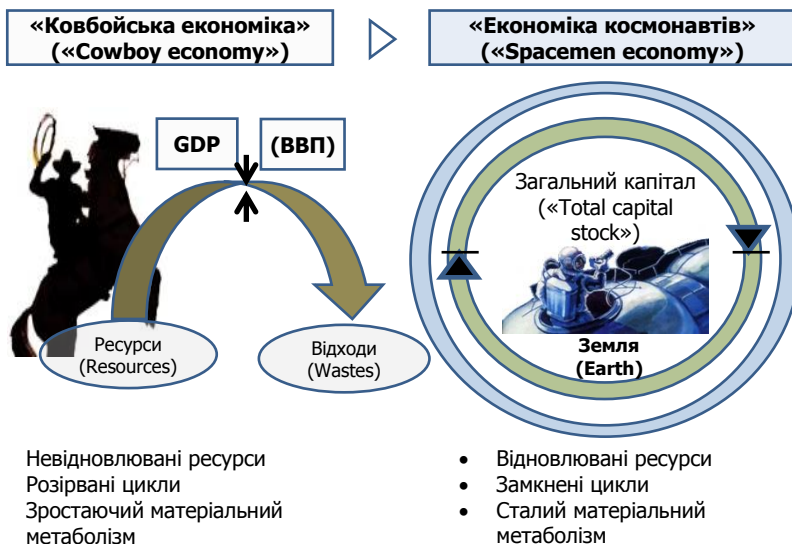 «Ковбойська економіка»
(«Cowboy economy»)
«Економіка космонавтів»
(«Spacemen economy»)
GDP
(ВВП)
Ресурси
(Resources)
Відходи
(Wastes)
Загальний капітал
(«Total capital
stock»)
Земля
(Earth)
Невідновлювані ресурси
Розірвані цикли
Зростаючий матеріальний
метаболізм
• Відновлювані ресурси
• Замкнені цикли
• Сталий матеріальний
метаболізм